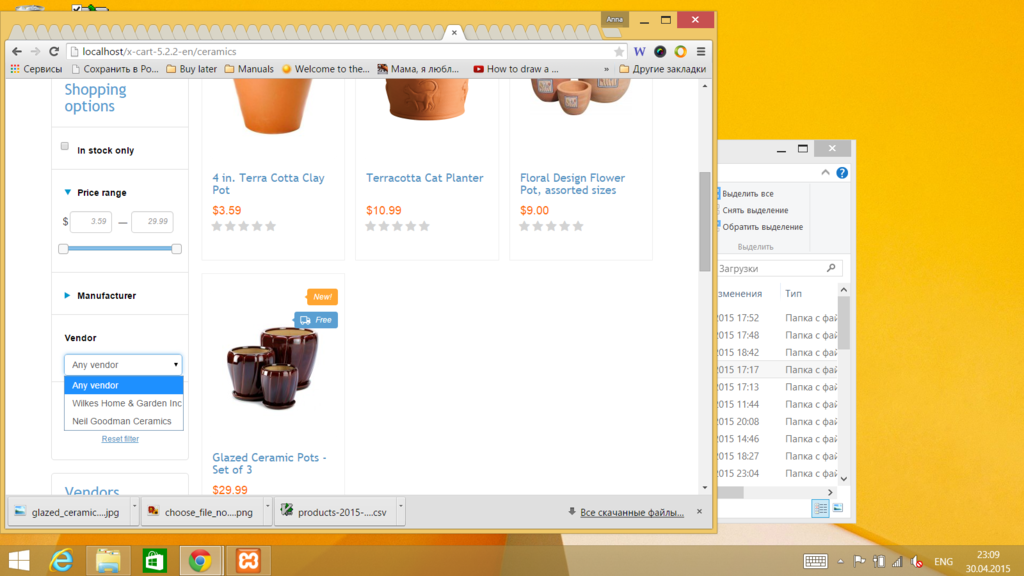 Anna
localhost/x-cart-5.2.2-en/ceramics
Сервисы
Сохранить в Po...
Buy later
Manuals
Welcome to the...
Мама, я любл...
How to draw a ...
»
Другие закладки
Shopping
options
In stock only
Price range
$ 3.59 — 29.99
Manufacturer
Vendor
Any vendor
Any vendor
Wilkes Home & Garden Inc
Neil Goodman Ceramics
Reset filter
Vendors
4 in. Terra Cotta Clay
Pot
$3.59
Terracotta Cat Planter
$10.99
Floral Design Flower
Pot, assorted sizes
$9.00
New!
Free
Glazed Ceramic Pots -
Set of 3
$29.99
glazed_ceramic....jpg
choose_file_no....png
products-2015-....csv
Все скачанные файлы...
Выделить все
Снять выделение
Обратить выделение
Выделить
Загрузки
зменения
Тип
2015 17:52 Папка с фай
2015 17:48 Папка с фай
2015 18:42 Папка с фай
2015 17:17 Папка с фай
2015 17:13 Папка с фай
2015 11:44 Папка с фай
2015 20:08 Папка с фай
2015 14:46 Папка с фай
2015 18:27 Папка с фай
2015 23:04 Папка с фай
ENG
23:09
30.04.2015